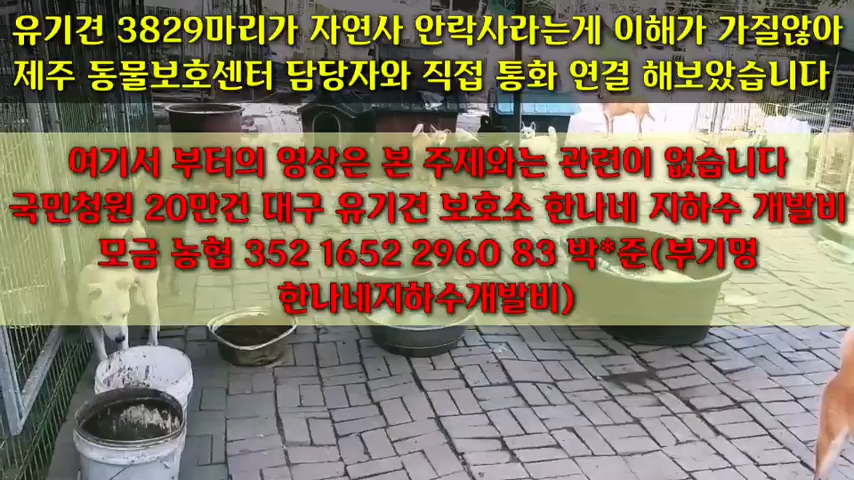 유기견 3829마리가 자연사 안락사라는게 이해가 가질않아
제주 동물보호센터 담당자와 직접 통화 연결 해보았습니다
여기서 부터의 영상은 본 주제와는 관련이 없습니다
국민청원 20만건 대구 유기견 보호소 한나네 지하수 개발비
모금 농협 352 1652 2960 83 박*준(부기명
한나네지하수개발비)